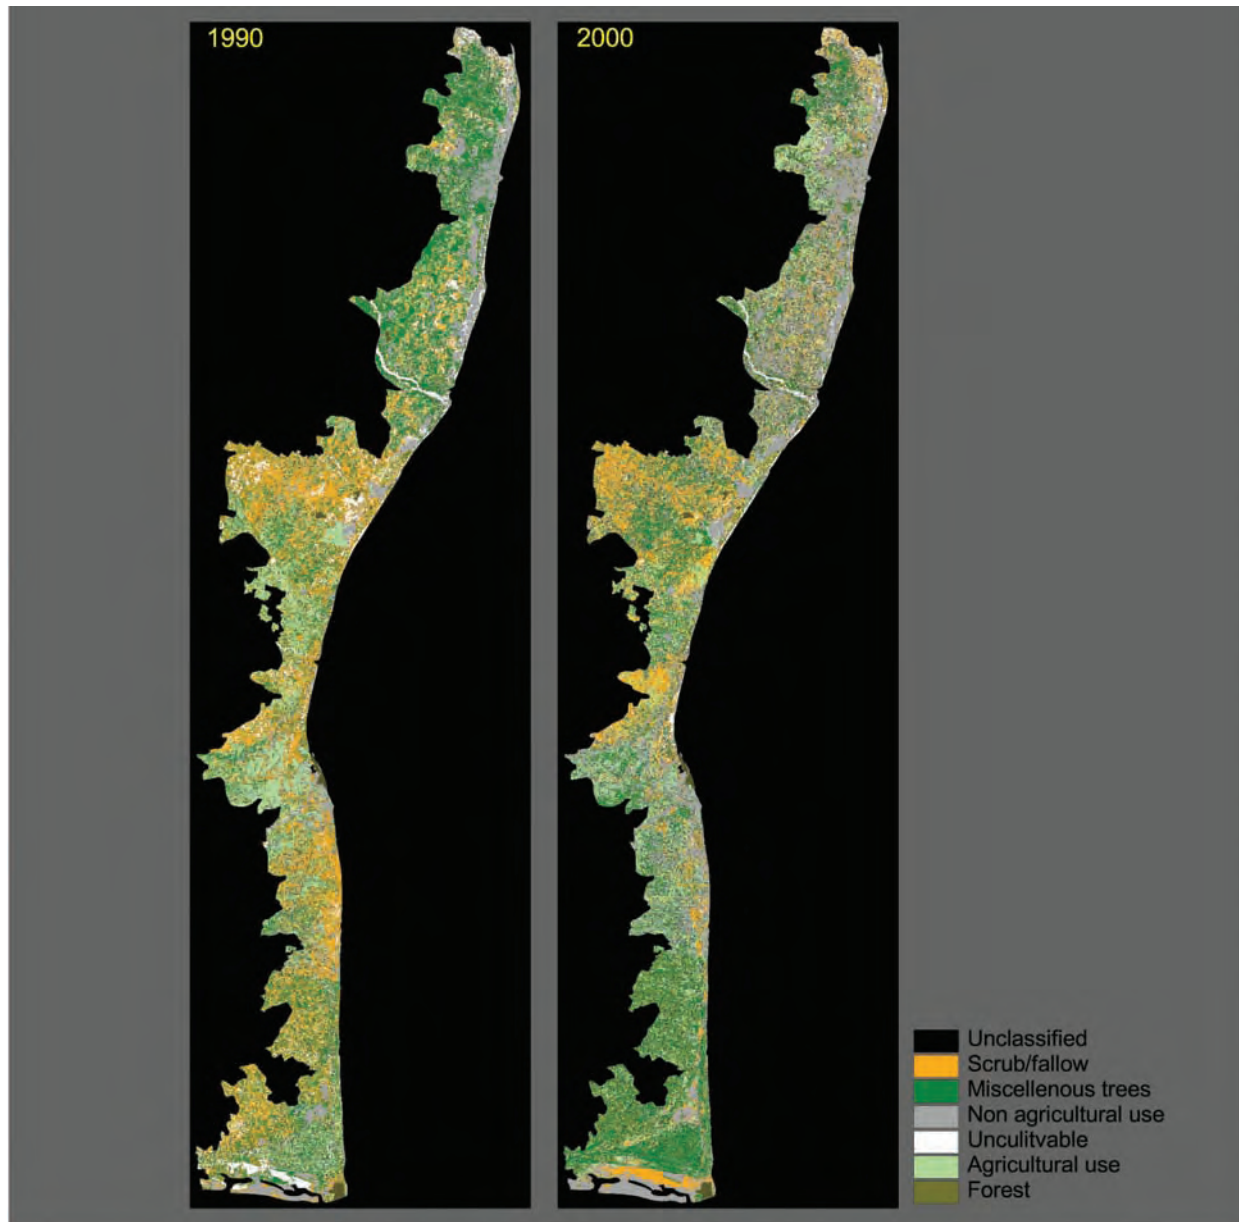 1990
2000
Unclassified
Scrub/fallow
Miscellenous trees
Non agricultural use
Unculitvable
Agricultural use
Forest